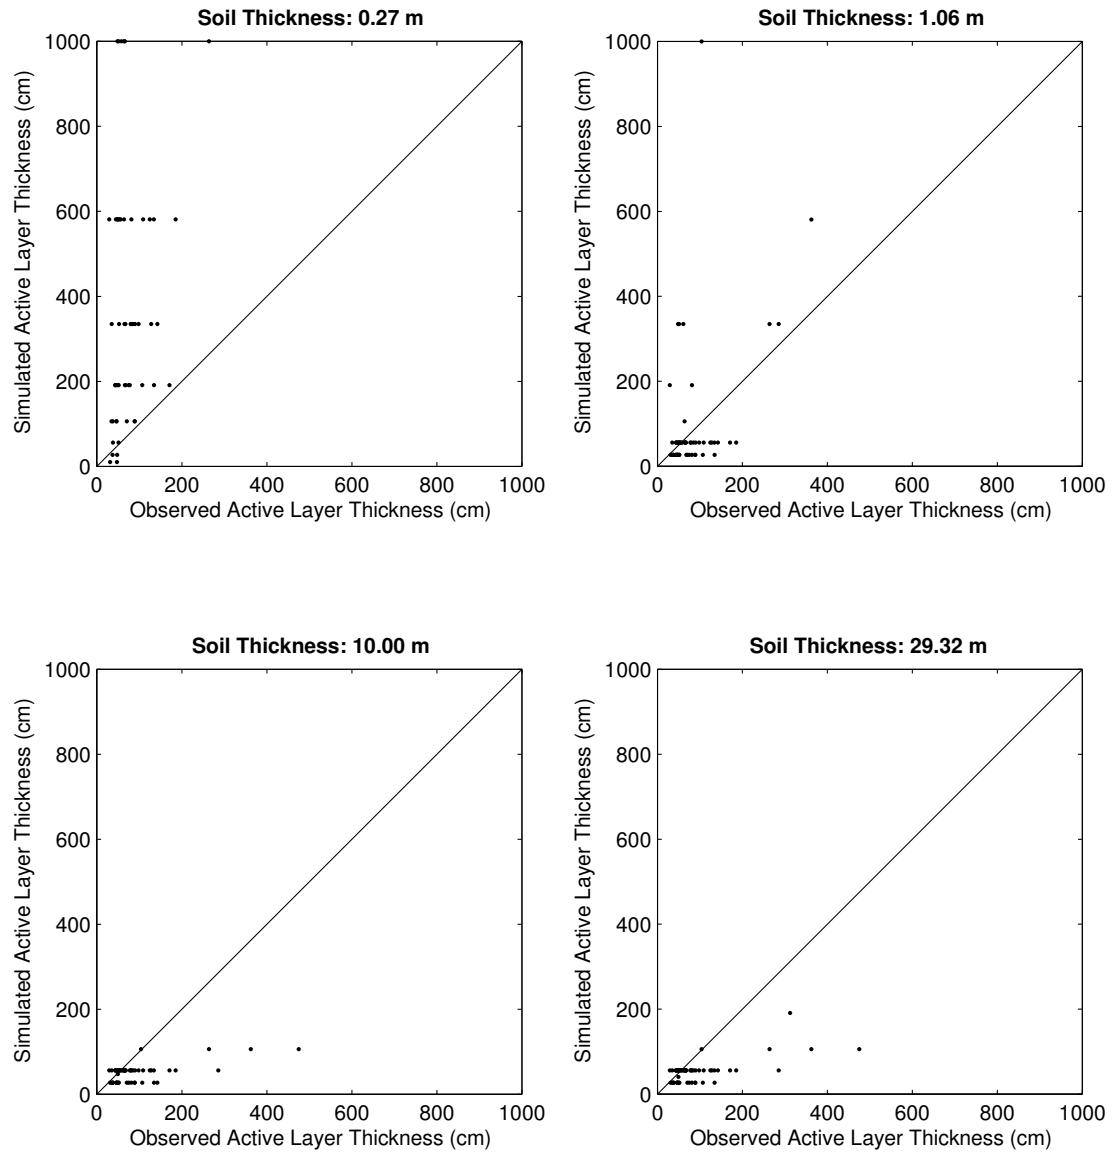 Soil Thickness: 0.27 m
1000
800
600
400
200
0
Simulated Active Layer Thickness (cm)
0 200 400 600 800 1000
Observed Active Layer Thickness (cm)
Soil Thickness: 1.06 m
1000
800
600
400
200
0
Simulated Active Layer Thickness (cm)
0 200 400 600 800 1000
Observed Active Layer Thickness (cm)
Soil Thickness: 10.00 m
1000
800
600
400
200
0
Simulated Active Layer Thickness (cm)
0 200 400 600 800 1000
Observed Active Layer Thickness (cm)
Soil Thickness: 29.32 m
1000
800
600
400
200
0
Simulated Active Layer Thickness (cm)
0 200 400 600 800 1000
Observed Active Layer Thickness (cm)